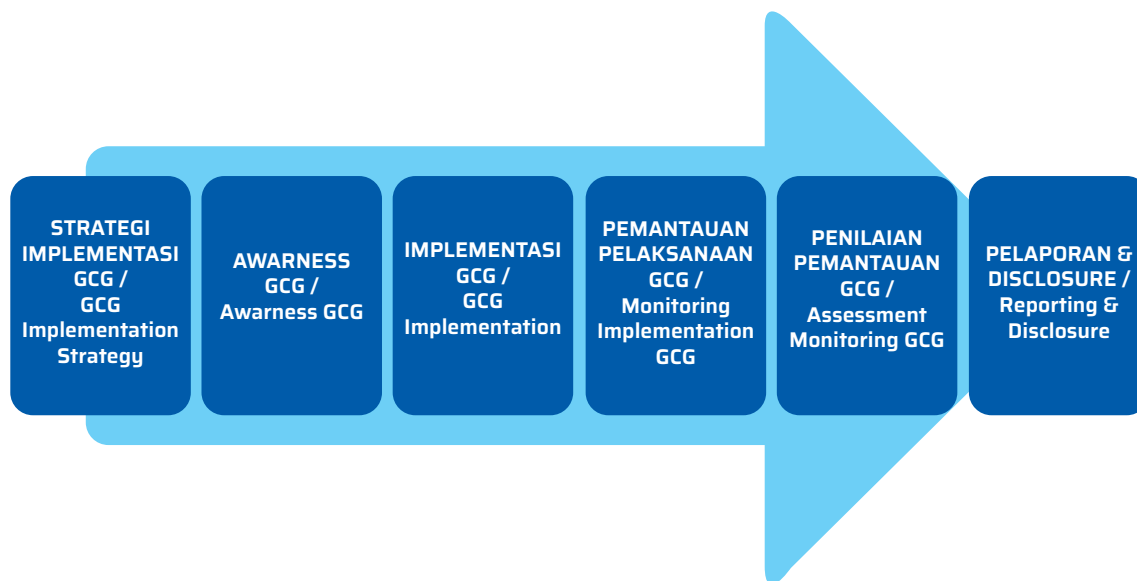 STRATEGI
IMPLEMENTASI
GCG /
GCG
Implementation
Strategy
AWARNESS
GCG /
Awarness GCG
IMPLEMENTASI
GCG /
GCG
Implementation
PEMANTAUAN
PELAKSANAAN
GCG /
Monitoring
Implementation
GCG
PENILAIAN
PEMANTAUAN
GCG /
Assessment
Monitoring GCG
PELAPORAN &
DISCLOSURE /
Reporting &
Disclosure